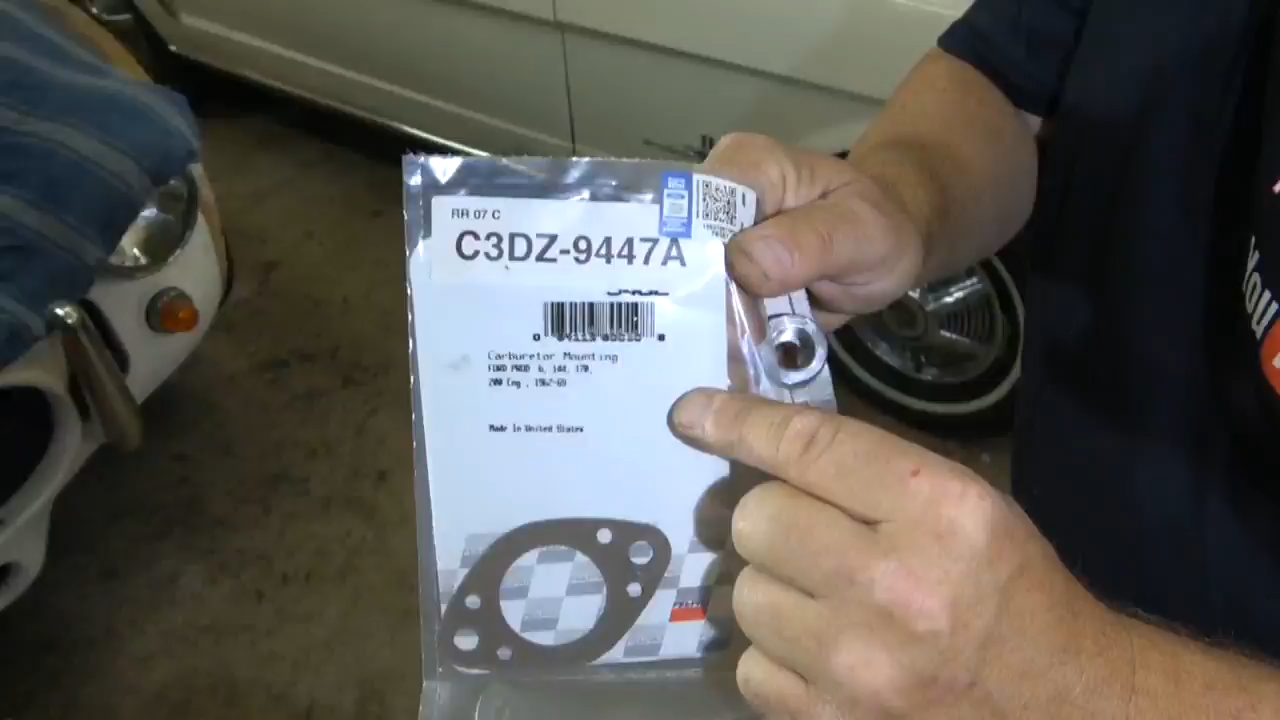 RR 07 C
C3DZ-9447A
Carburetor Mounting
FORD PROD 6, 144, 170,
200 Eng , 1962-69
Made In United States